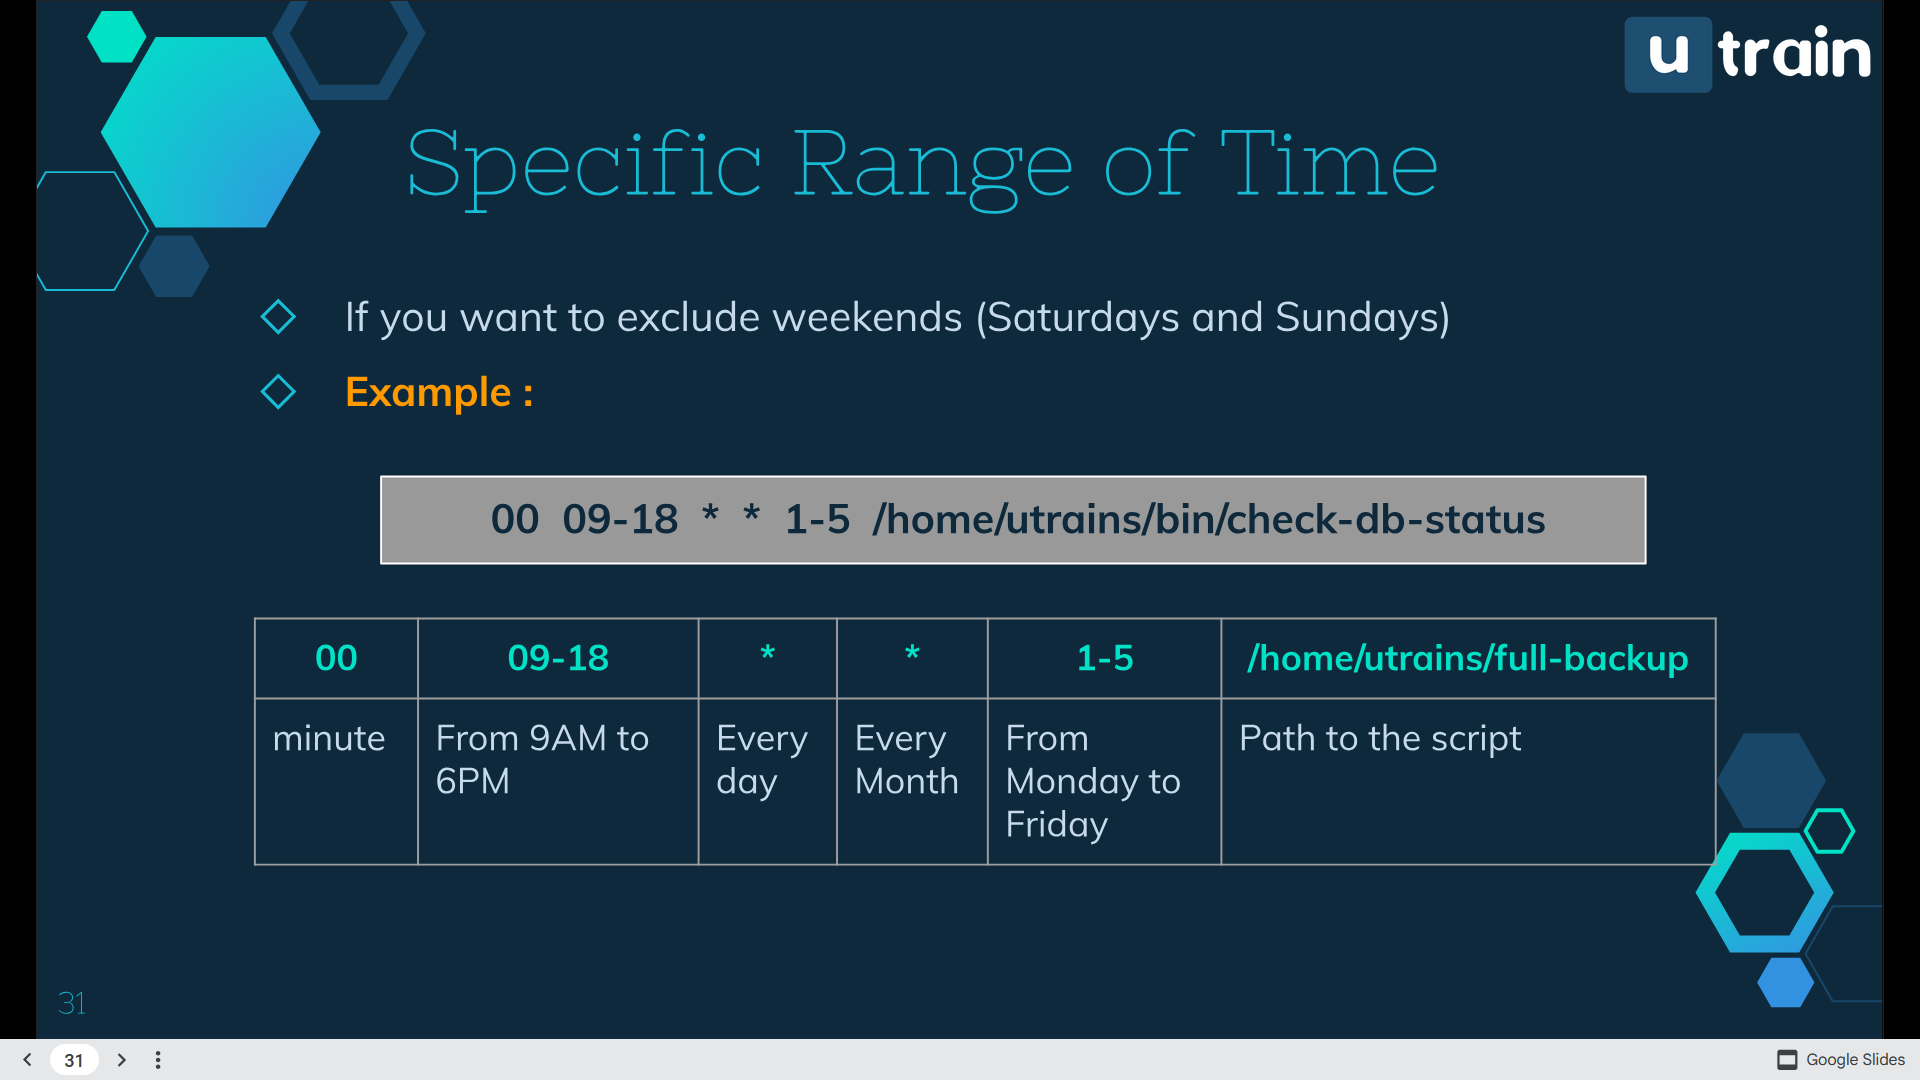 u train
Specific Range of Time
If you want to exclude weekends (Saturdays and Sundays)
Example :
00 09-18 * * 1-5 /home/utrains/bin/check-db-status
00 09-18 * * 1-5 /home/utrains/full-backup
minute From 9AM to 6PM Every day Every Month From Monday to Friday Path to the script
31
31
Google Slides